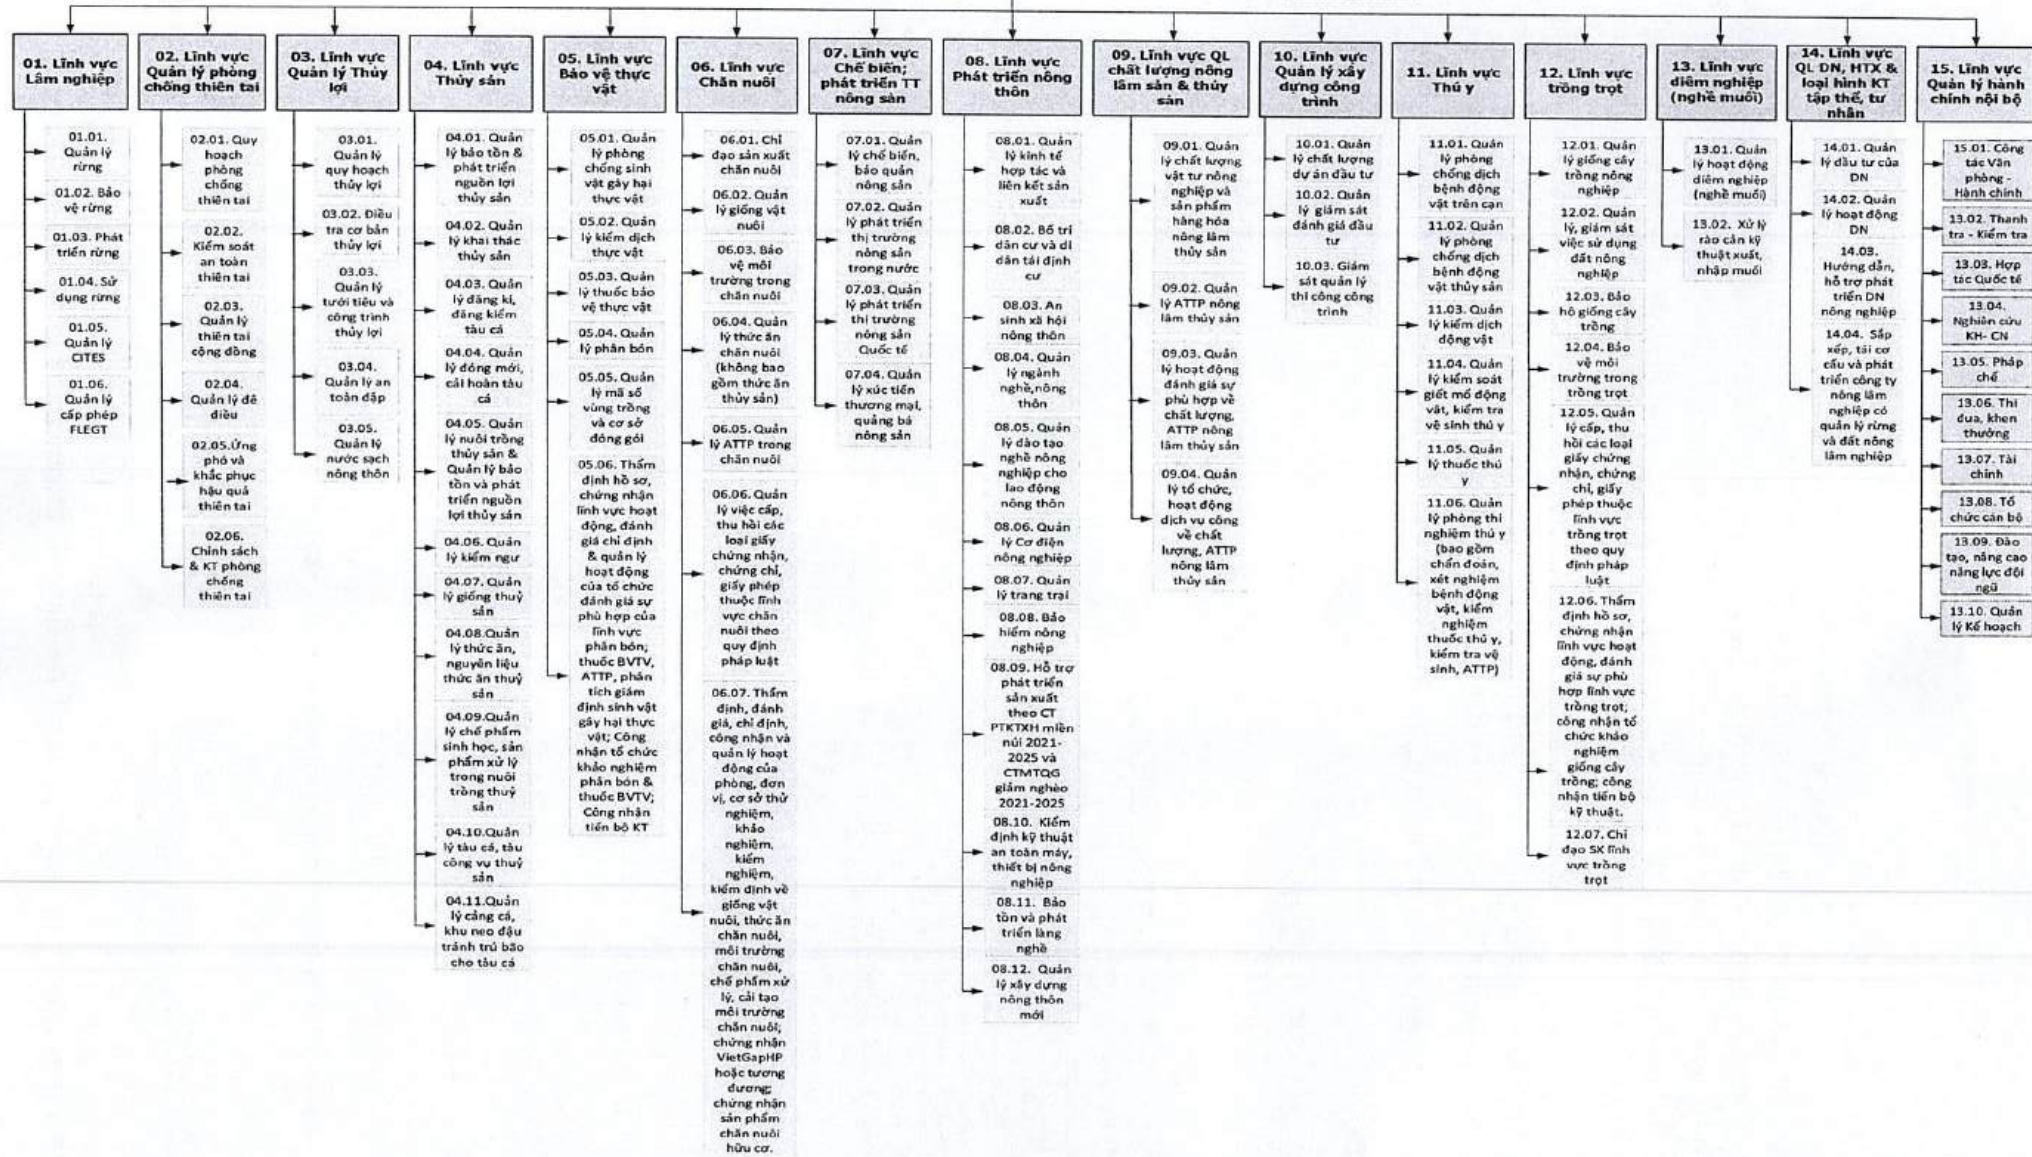 01. Lĩnh vực
Lâm nghiệp
01.01.
Quản lý
rừng
01.02. Bảo
vệ rừng
01.03. Phát
triển rừng
01.04. Sử
dụng rừng
01.05.
Quản lý
CITES
01.06.
Quản lý
cấp phép
FLEGT
02. Lĩnh vực
Quản lý phòng
chống thiên tai
02.01. Quy
hoạch
phòng
chống
thiên tai
02.02.
Kiểm soát
an toàn
thiên tai
02.03.
Quản lý
thiên tai
cộng đồng
02.04.
Quản lý đê
điều
02.05.Ứng
phó và
khắc phục
hậu quả
thiên tai
02.06.
Chính sách
& KT phòng
chống
thiên tai
03. Lĩnh vực
Quản lý Thủy
lợi
03.01.
Quản lý
quy hoạch
thủy lợi
03.02. Điều
tra cơ bản
thủy lợi
03.03.
Quản lý
tưới tiêu và
công trình
thủy lợi
03.04.
Quản lý an
toàn đập
03.05.
Quản lý
nước sạch
nông thôn
04. Lĩnh vực
Thủy sản
04.01. Quản
lý bảo tồn &
phát triển
nguồn lợi
thủy sản
04.02. Quản
lý khai thác
thủy sản
04.03. Quản
lý đăng kí,
đăng kiểm
tàu cá
04.04. Quản
lý đóng mới,
cải hoán tàu
cá
04.05. Quản
lý nuôi trồng
thủy sản &
Quản lý bảo
tồn và phát
triển nguồn
lợi thủy sản
04.06. Quản
lý kiểm ngư
04.07. Quản
lý giống thuỷ
sản
04.08.Quản
lý thức ăn,
nguyên liệu
thức ăn thuỷ
sản
04.09.Quản
lý chế phẩm
sinh học, sản
phẩm xử lý
trong nuôi
trồng thuỷ
sản
04.10.Quản
lý tàu cá, tàu
công vụ thuỷ
sản
04.11.Quản
lý cảng cá,
khu neo đậu
tránh trú bão
cho tàu cá
05. Lĩnh vực
Bảo vệ thực
vật
05.01. Quản
lý phòng
chống sinh
vật gây hại
thực vật
05.02. Quản
lý kiểm dịch
thực vật
05.03. Quản
lý thuốc bảo
vệ thực vật
05.04. Quản
lý phân bón
05.05. Quản
lý mã số
vùng trồng
và cơ sở
đóng gói
05.06. Thẩm
định hồ sơ,
chứng nhận
lĩnh vực hoạt
động, đánh
giá chỉ định
& quản lý
hoạt động
của tổ chức
đánh giá sự
phù hợp của
lĩnh vực
phân bón;
thuốc BVTV,
ATTP, phân
tích giám
định sinh vật
gây hại thực
vật; Công
nhận tổ chức
khảo nghiệm
phân bón &
thuốc BVTV;
Công nhận
tiến bộ KT
06. Lĩnh vực
Chăn nuôi
06.01. Chỉ
đạo sản xuất
chăn nuôi
06.02. Quản
lý giống vật
nuôi
06.03. Bảo
vệ môi
trường trong
chăn nuôi
06.04. Quản
lý thức ăn
chăn nuôi
(không bao
gồm thức ăn
thủy sản)
06.05. Quản
lý ATTP trong
chăn nuôi
06.06. Quản
lý việc cấp,
thu hồi các
loại giấy
chứng nhận,
chứng chỉ,
giấy phép
thuộc lĩnh
vực chăn
nuôi theo
quy định
pháp luật
06.07. Thẩm
định, đánh
giá, chỉ định,
công nhận và
quản lý hoạt
động của
phòng, đơn
vị, cơ sở thử
nghiệm,
khảo
nghiệm,
kiểm
nghiệm,
kiểm định về
giống vật
nuôi, thức ăn
chăn nuôi,
môi trường
chăn nuôi,
chế phẩm xử
lý, cải tạo
môi trường
chăn nuôi;
chứng nhận
VietGapHP
hoặc tương
đương;
chứng nhận
sản phẩm
chăn nuôi
hữu cơ.
07. Lĩnh vực
Chế biến;
phát triển TT
nông sản
07.01. Quản
lý chế biến,
bảo quản
nông sản
07.02. Quản
lý phát triển
thị trường
nông sản
trong nước
07.03. Quản
lý phát triển
thị trường
nông sản
Quốc tế
07.04. Quản
lý xúc tiến
thương mại,
quảng bá
nông sản
08. Lĩnh vực
Phát triển nông
thôn
08.01. Quản
lý kinh tế
hợp tác và
liên kết sản
xuất
08.02. Bố trí
dân cư và di
dân tái định
cư
08.03. An
sinh xã hội
nông thôn
08.04. Quản
lý ngành
nghề,nông
thôn
08.05. Quản
lý đào tạo
nghề nông
nghiệp cho
lao động
nông thôn
08.06. Quản
lý Cơ điện
nông nghiệp
08.07. Quản
lý trang trại
08.08. Bảo
hiểm nông
nghiệp
08.09. Hỗ trợ
phát triển
sản xuất
theo CT
PTKTXH miền
núi 2021-
2025 và
CTMTQG
giảm nghèo
2021-2025
08.10. Kiểm
định kỹ thuật
an toàn máy,
thiết bị nông
nghiệp
08.11. Bảo
tồn và phát
triển làng
nghề
08.12. Quản
lý xây dựng
nông thôn
mới
09. Lĩnh vực QL
chất lượng nông
lâm sản & thủy
sản
09.01. Quản
lý chất lượng
vật tư nông
nghiệp và
sản phẩm
hàng hóa
nông lâm
thủy sản
09.02. Quản
lý ATTP nông
lâm thủy sản
09.03. Quản
lý hoạt động
đánh giá sự
phù hợp về
chất lượng,
ATTP nông
lâm thủy sản
09.04. Quản
lý tổ chức,
hoạt động
dịch vụ công
về chất
lượng, ATTP
nông lâm
thủy sản
10. Lĩnh vực
Quản lý xây
dựng công
trình
10.01. Quản
lý chất lượng
dự án đầu tư
10.02. Quản
lý giám sát
đánh giá đầu
tư
10.03. Giám
sát quản lý
thi công công
trình
11. Lĩnh vực
Thú y
11.01. Quản
lý phòng
chống dịch
bệnh động
vật trên cạn
11.02. Quản
lý phòng
chống dịch
bệnh động
vật thủy sản
11.03. Quản
lý kiểm dịch
động vật
11.04. Quản
lý kiểm soát
giết mổ động
vật, kiểm tra
vệ sinh thú y
11.05. Quản
lý thuốc thú
y
11.06. Quản
lý phòng thí
nghiệm thú y
(bao gồm
chẩn đoán,
xét nghiệm
bệnh động
vật, kiểm
nghiệm
thuốc thú y,
kiểm tra vệ
sinh, ATTP)
12. Lĩnh vực
trồng trọt
12.01. Quản
lý giống cây
trồng nông
nghiệp
12.02. Quản
lý, giám sát
việc sử dụng
đất nông
nghiệp
12.03. Bảo
hộ giống cây
trồng
12.04. Bảo
vệ môi
trường trong
trồng trọt
12.05. Quản
lý cấp, thu
hồi các loại
giấy chứng
nhận, chứng
chỉ, giấy
phép thuộc
lĩnh vực
trồng trọt
theo quy
định pháp
luật
12.06. Thẩm
định hồ sơ,
chứng nhận
lĩnh vực hoạt
động, đánh
giá sự phù
hợp lĩnh vực
trồng trọt;
công nhận tổ
chức khảo
nghiệm
giống cây
trồng; công
nhận tiến bộ
kỹ thuật.
12.07. Chỉ
đạo SX lĩnh
vực trồng
trọt
13. Lĩnh vực
diêm nghiệp
(nghề muối)
13.01. Quản
lý hoạt động
diêm nghiệp
(nghề muối)
13.02. Xử lý
rào cản kỹ
thuật xuất,
nhập muối
14. Lĩnh vực
QL DN, HTX &
loại hình KT
tập thể, tư
nhân
14.01. Quản
lý đầu tư của
DN
14.02. Quản
lý hoạt động
DN
14.03.
Hướng dẫn,
hỗ trợ phát
triển DN
nông nghiệp
14.04. Sắp
xếp, tái cơ
cấu và phát
triển công ty
nông lâm
nghiệp có
quản lý rừng
và đất nông
lâm nghiệp
15. Lĩnh vực
Quản lý hành
chính nội bộ
15.01. Công
tác Văn
phòng -
Hành chính
13.02. Thanh
tra - Kiểm tra
13.03. Hợp
tác Quốc tế
13.04.
Nghiên cứu
KH- CN
13.05. Pháp
chế
13.06. Thi
đua, khen
thưởng
13.07. Tài
chính
13.08. Tổ
chức cán bộ
13.09. Đào
tạo, nâng cao
năng lực đội
ngũ
13.10. Quản
lý Kế hoạch